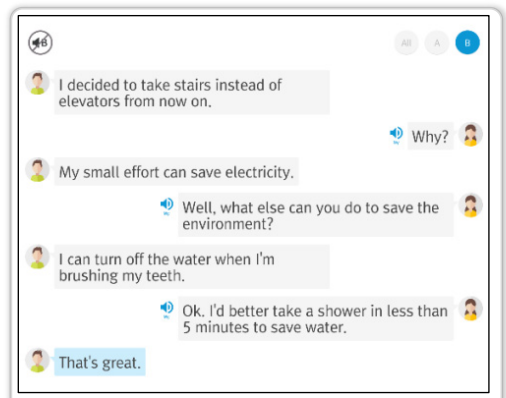 AB A B
I decided to take stairs instead of
elevators from now on.
Why?
My small effort can save electricity.
Well, what else can you do to save the
environment?
I can turn off the water when I'm
brushing my teeth.
Ok. I'd better take a shower in less than
5 minutes to save water.
That's great.